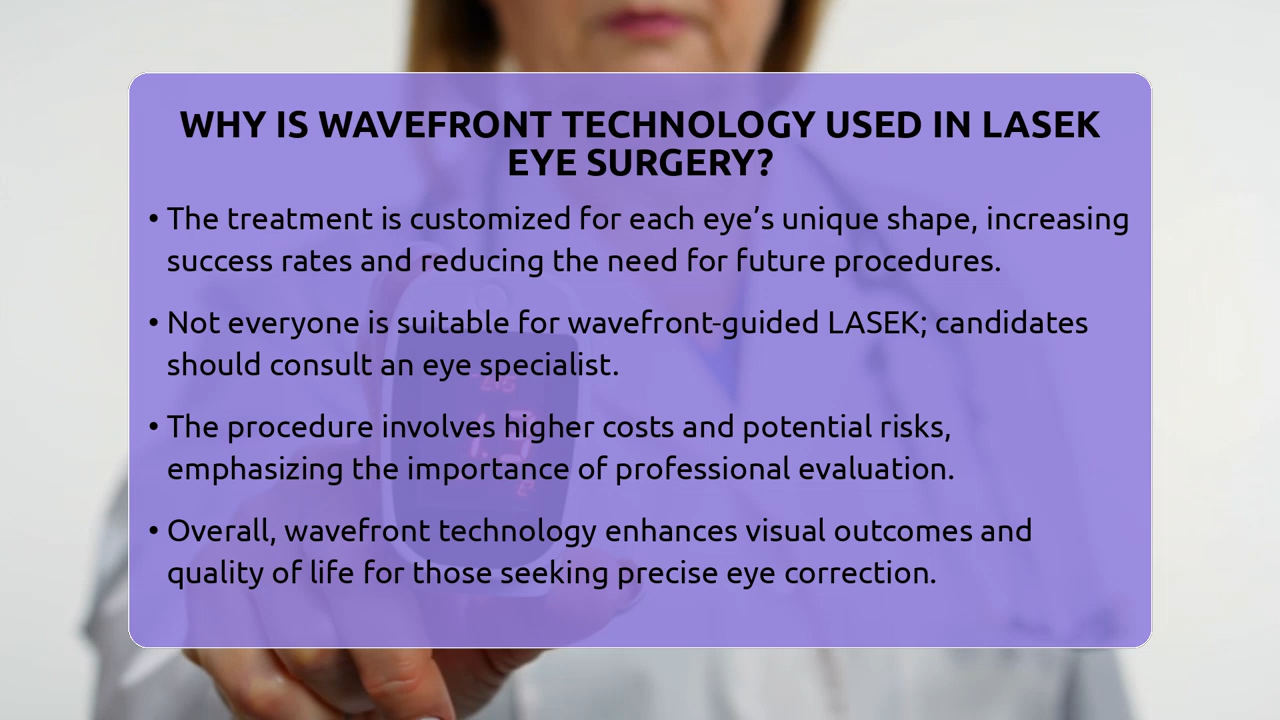 WHY IS WAVEFRONT TECHNOLOGY USED IN LASEK
EYE SURGERY?
• The treatment is customized for each eye’s unique shape, increasing
success rates and reducing the need for future procedures.
• Not everyone is suitable for wavefront-guided LASEK; candidates
should consult an eye specialist.
• The procedure involves higher costs and potential risks,
emphasizing the importance of professional evaluation.
• Overall, wavefront technology enhances visual outcomes and
quality of life for those seeking precise eye correction.